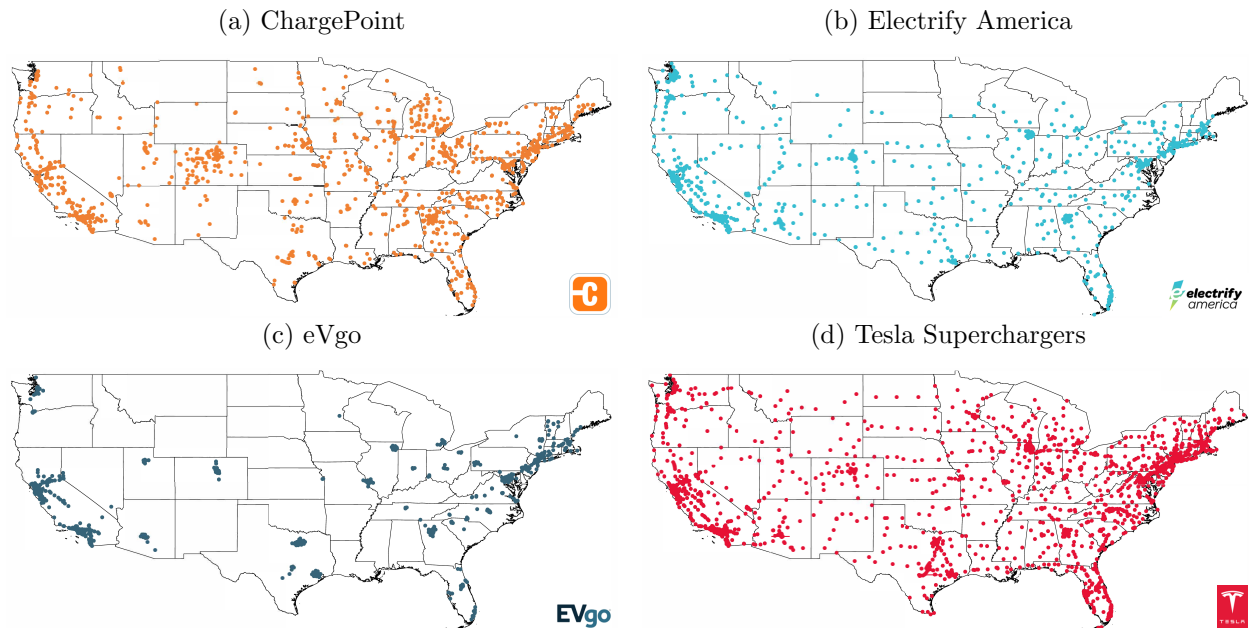 (a) ChargePoint
(b) Electrify America
C
electrify
america
(c) eVgo
(d) Tesla Superchargers
EVgo
TESLA